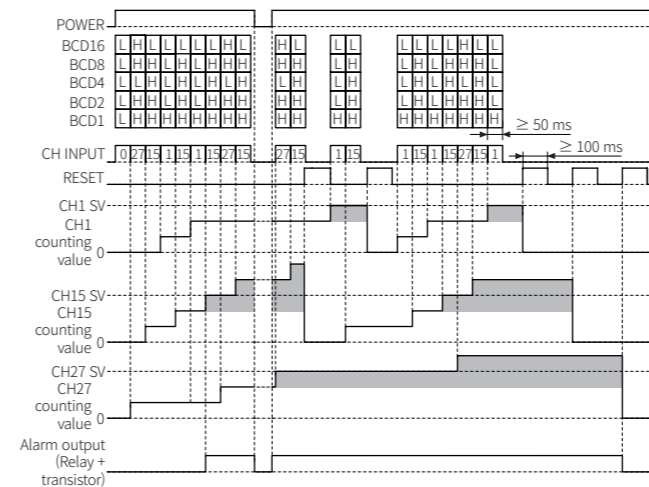 POWER
BCD16 L H L L L L L H L H L L L L L L L H L L
BCD8 L H H L H L H H H H H L H L H L H H H L
BCD4 L L H L H L H L H L H L H L H L H L H L
BCD2 L H H L H L H H H H H L H L H L H H H L
BCD1 L H H H H H H H H H H H H H H H H H H H
≥ 50 ms
CH INPUT 0 27 15 1 15 1 15 27 15 27 15 1 15 1 15 1 15 27 15 1
≥ 100 ms
RESET
CH1 SV
CH1
counting
value 0
CH15 SV
CH15
counting
value 0
CH27 SV
CH27
counting
value 0
Alarm output
(Relay +
transistor)